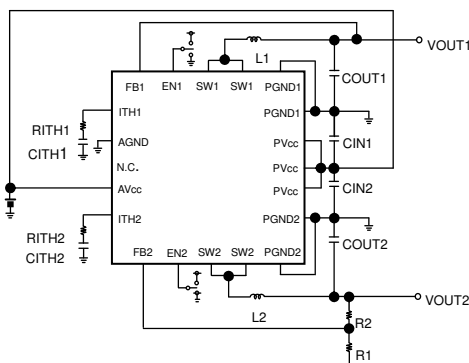 VOUT1
L1
COUT1
FB1 EN1 SW1 SW1 PGND1
ITH1
PGND1
RITH1
CITH1
AGND
PVcc
CIN1
N.C.
PVcc
AVcc
PVcc
CIN2
ITH2
PGND2
RITH2
CITH2
COUT2
FB2 EN2 SW2 SW2 PGND2
VOUT2
L2
R2
R1